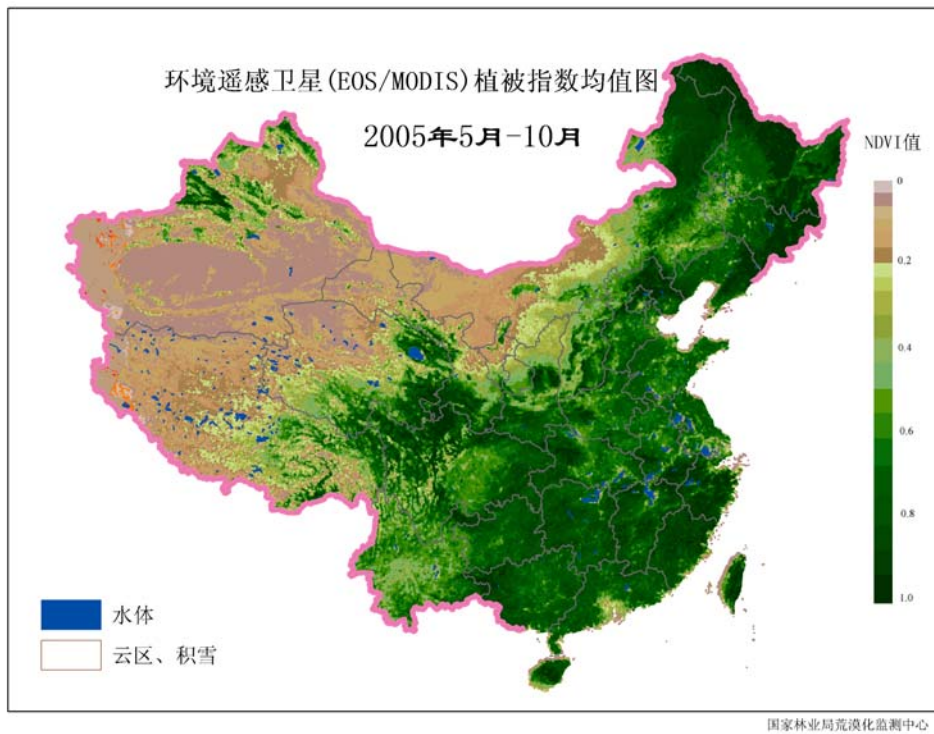 环境遥感卫星(EOS/MODIS)植被指数均值图
2005年5月-10月
NDVI值
0
0.2
0.4
0.6
0.8
1.0
水体
云区、积雪
国家林业局荒漠化监测中心